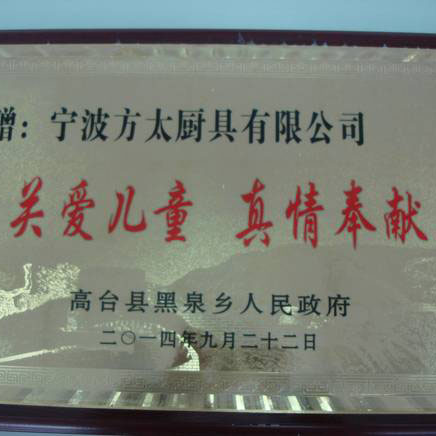 赠：宁波方太厨具有限公司
关爱儿童 真情奉献
高台县黑泉乡人民政府
二〇一四年九月二十二日